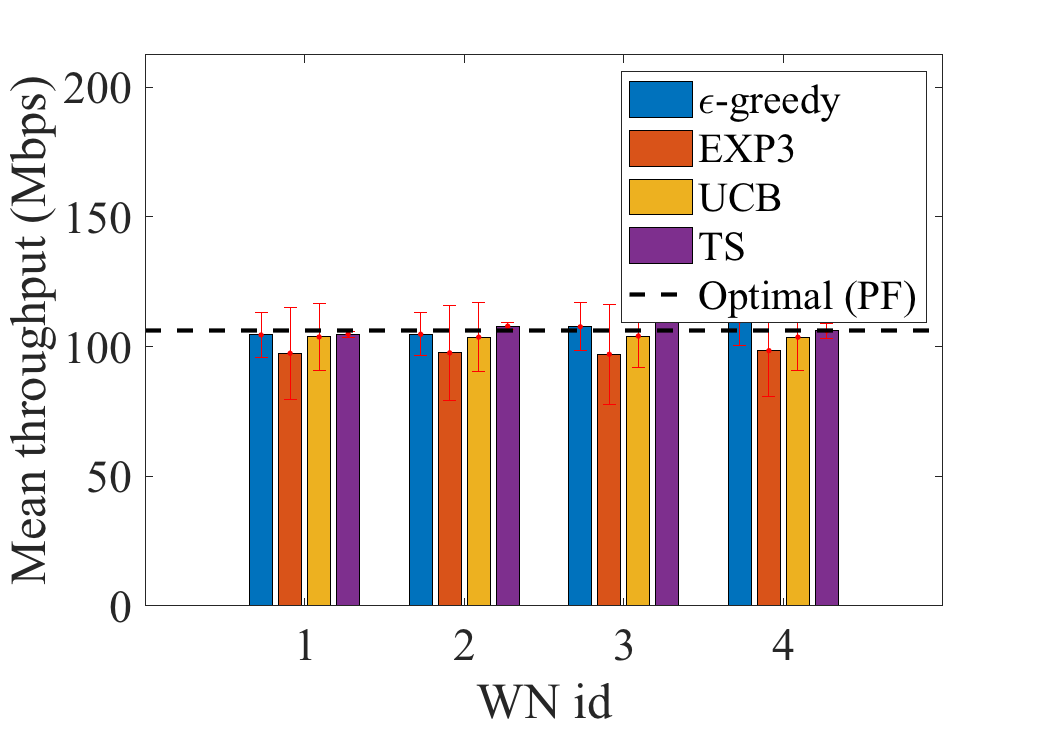 Mean throughput (Mbps)
200
150
100
50
0
ϵ-greedy
EXP3
UCB
TS
Optimal (PF)
1 2 3 4
WN id